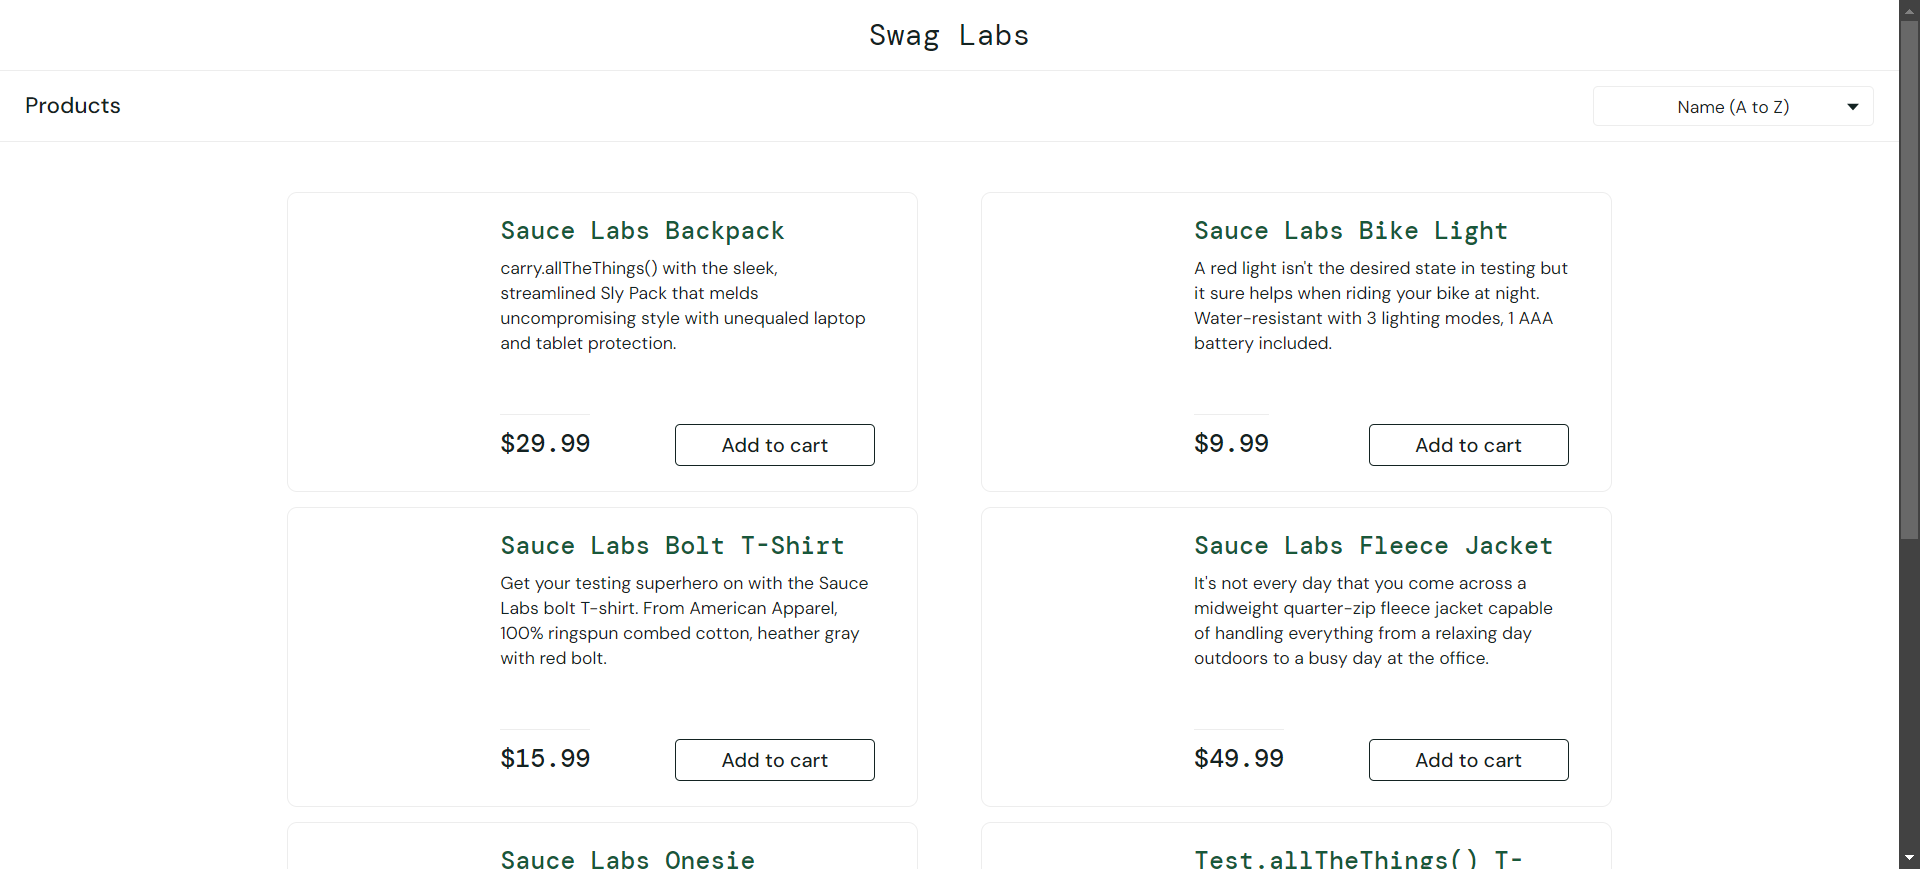 Swag Labs
Products
Name (A to Z)
Sauce Labs Backpack
carry.allTheThings() with the sleek,
streamlined Sly Pack that melds
uncompromising style with unequaled laptop
and tablet protection.
$29.99
Add to cart
Sauce Labs Bike Light
A red light isn't the desired state in testing but
it sure helps when riding your bike at night.
Water-resistant with 3 lighting modes, 1 AAA
battery included.
$9.99
Add to cart
Sauce Labs Bolt T-Shirt
Get your testing superhero on with the Sauce
Labs bolt T-shirt. From American Apparel,
100% ringspun combed cotton, heather gray
with red bolt.
$15.99
Add to cart
Sauce Labs Fleece Jacket
It's not every day that you come across a
midweight quarter-zip fleece jacket capable
of handling everything from a relaxing day
outdoors to a busy day at the office.
$49.99
Add to cart
Sauce Labs Onesie
Test.allTheThings() T-